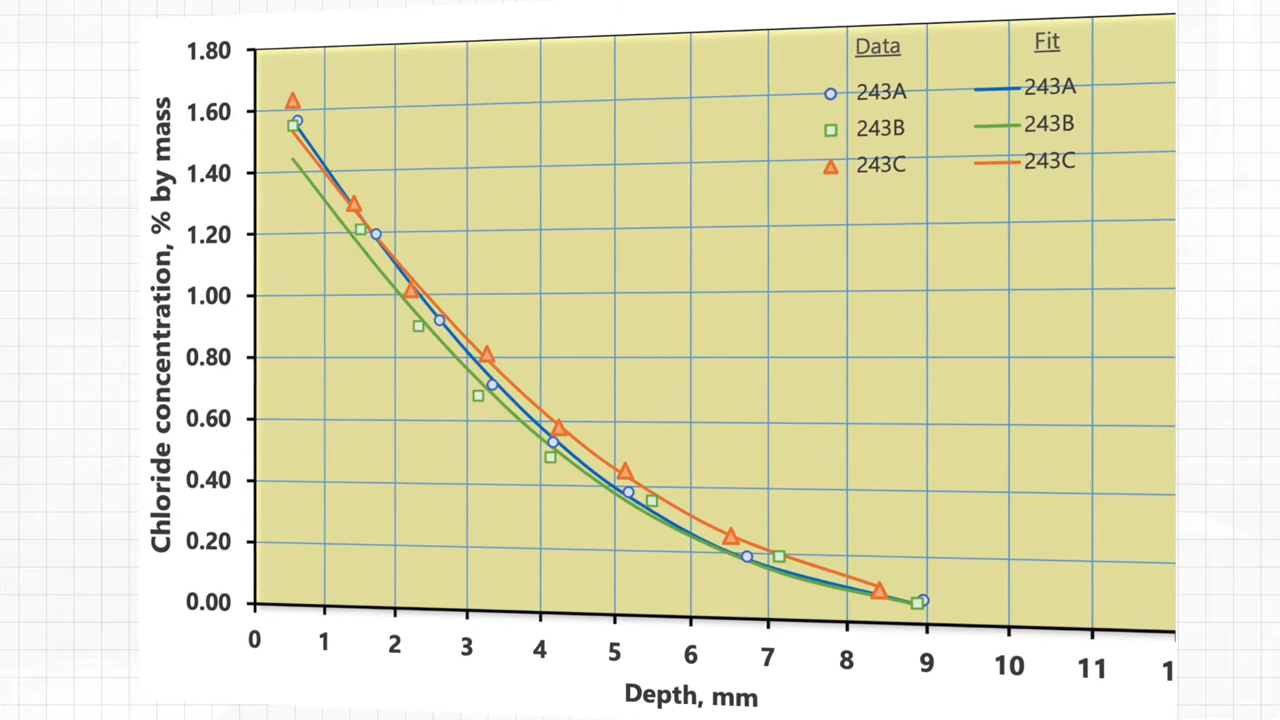 Data Fit
243A 243A
243B 243B
243C 243C
Chloride concentration, % by mass
1.80
1.60
1.40
1.20
1.00
0.80
0.60
0.40
0.20
0.00
0 1 2 3 4 5 6 7 8 9 10 11 1
Depth, mm